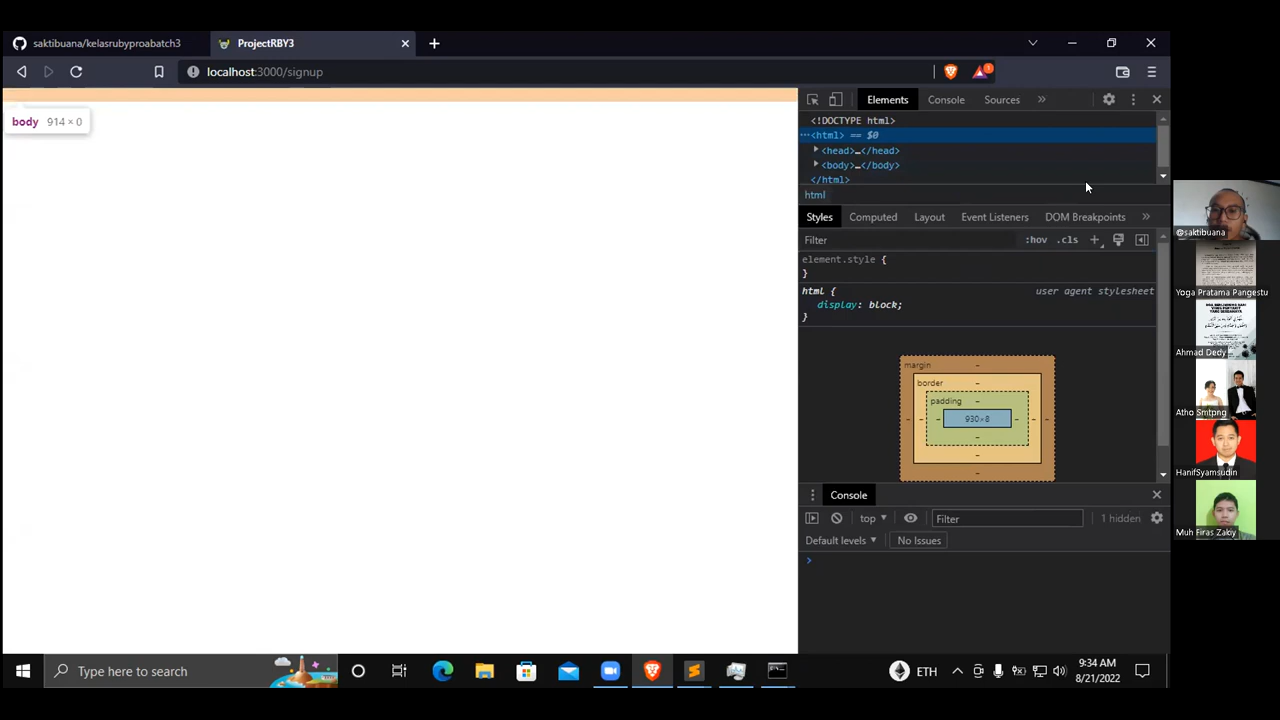 saktibuana/kelasrubyproabatch3
ProjectRBY3
localhost:3000/signup
1
body 914 × 0
Elements
Console
Sources
<!DOCTYPE html>
<html> == $0
<head>…</head>
<body>…</body>
</html>
html
Styles
Computed
Layout
Event Listeners
DOM Breakpoints
Filter
:hov .cls
element.style {
}
html {
user agent stylesheet
display: block;
}
margin
border
padding
930×8
Console
top
Filter
1 hidden
Default levels
No Issues
@saktibuana
Yoga Pratama Pangestu
Ahmad Dedy
Atho Smtpng
HanifSyamsudin
Muh Firas Zakiy
Type here to search
ETH
9:34 AM
8/21/2022